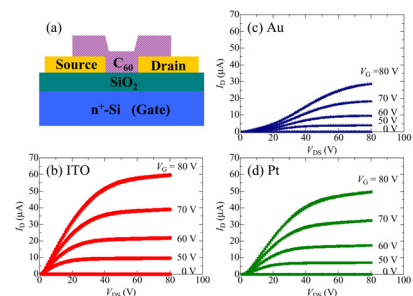 (a)
C60
Source
Drain
SiO2
n+-Si (Gate)
(c) Au
70
60
50
40
30
20
10
0
ID (μA)
VG =80 V
70 V
60 V
50 V
0 V
0 20 40 60 80 100
VDS (V)
(b) ITO
70
60
50
40
30
20
10
0
ID (μA)
VG = 80 V
70 V
60 V
50 V
0 V
0 20 40 60 80 100
VDS (V)
(d) Pt
70
60
50
40
30
20
10
0
ID (μA)
VG = 80 V
70 V
60 V
50 V
0 V
0 20 40 60 80 100
VDS (V)